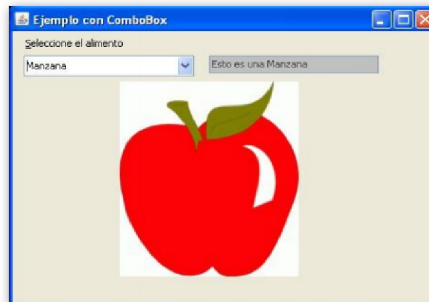 Ejemplo con ComboBox
Seleccione el alimento
Manzana
Esto es una Manzana